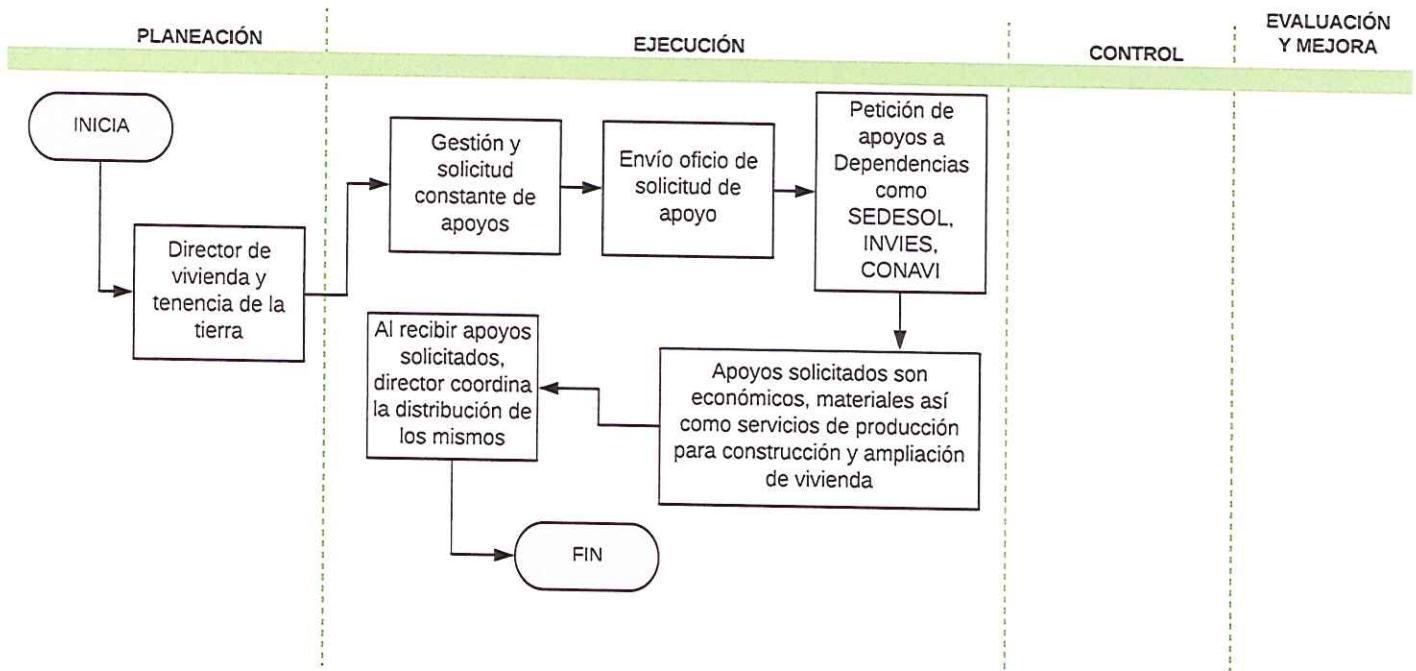 PLANEACIÓN
EJECUCIÓN
CONTROL
EVALUACIÓN
Y MEJORA
INICIA
Director de
vivienda y
tenencia de la
tierra
Gestión y
solicitud
constante de
apoyos
Envío oficio de
solicitud de
apoyo
Petición de
apoyos a
Dependencias
como
SEDESOL,
INVIES,
CONAVI
Apoyos solicitados son
económicos, materiales así
como servicios de producción
para construcción y ampliación
de vivienda
Al recibir apoyos
solicitados,
director coordina
la distribución de
los mismos
FIN